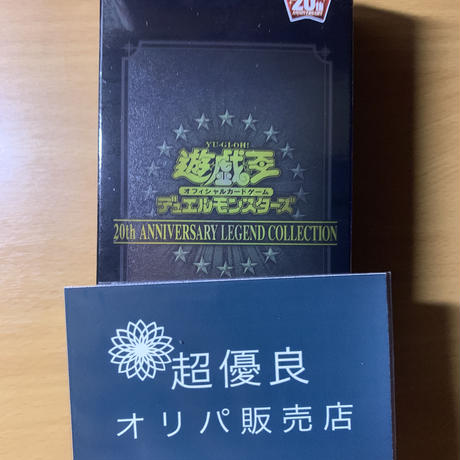 20th
ANNIVERSARY
YU-GI-OH!
遊戯王
オフィシャルカードゲーム
デュエルモンスターズ
20th ANNIVERSARY LEGEND COLLECTION
超優良
オリパ販売店